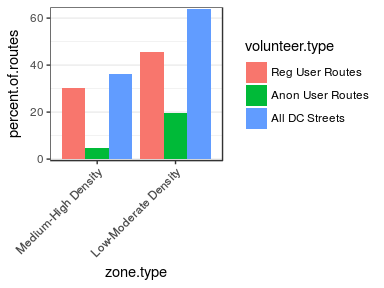 percent.of.routes
60
40
20
0
Medium-High Density
Low-Moderate Density
zone.type
volunteer.type
Reg User Routes
Anon User Routes
All DC Streets